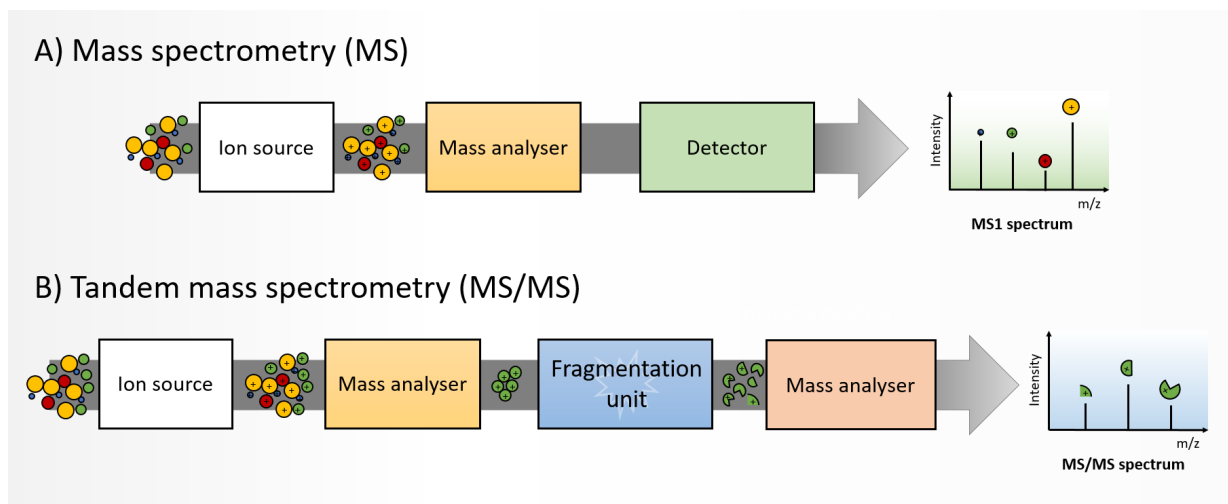 A) Mass spectrometry (MS)
Ion source
Mass analyser
Detector
Intensity
m/z
MS1 spectrum
B) Tandem mass spectrometry (MS/MS)
Ion source
Mass analyser
Fragmentation
unit
Mass analyser
Intensity
m/z
MS/MS spectrum